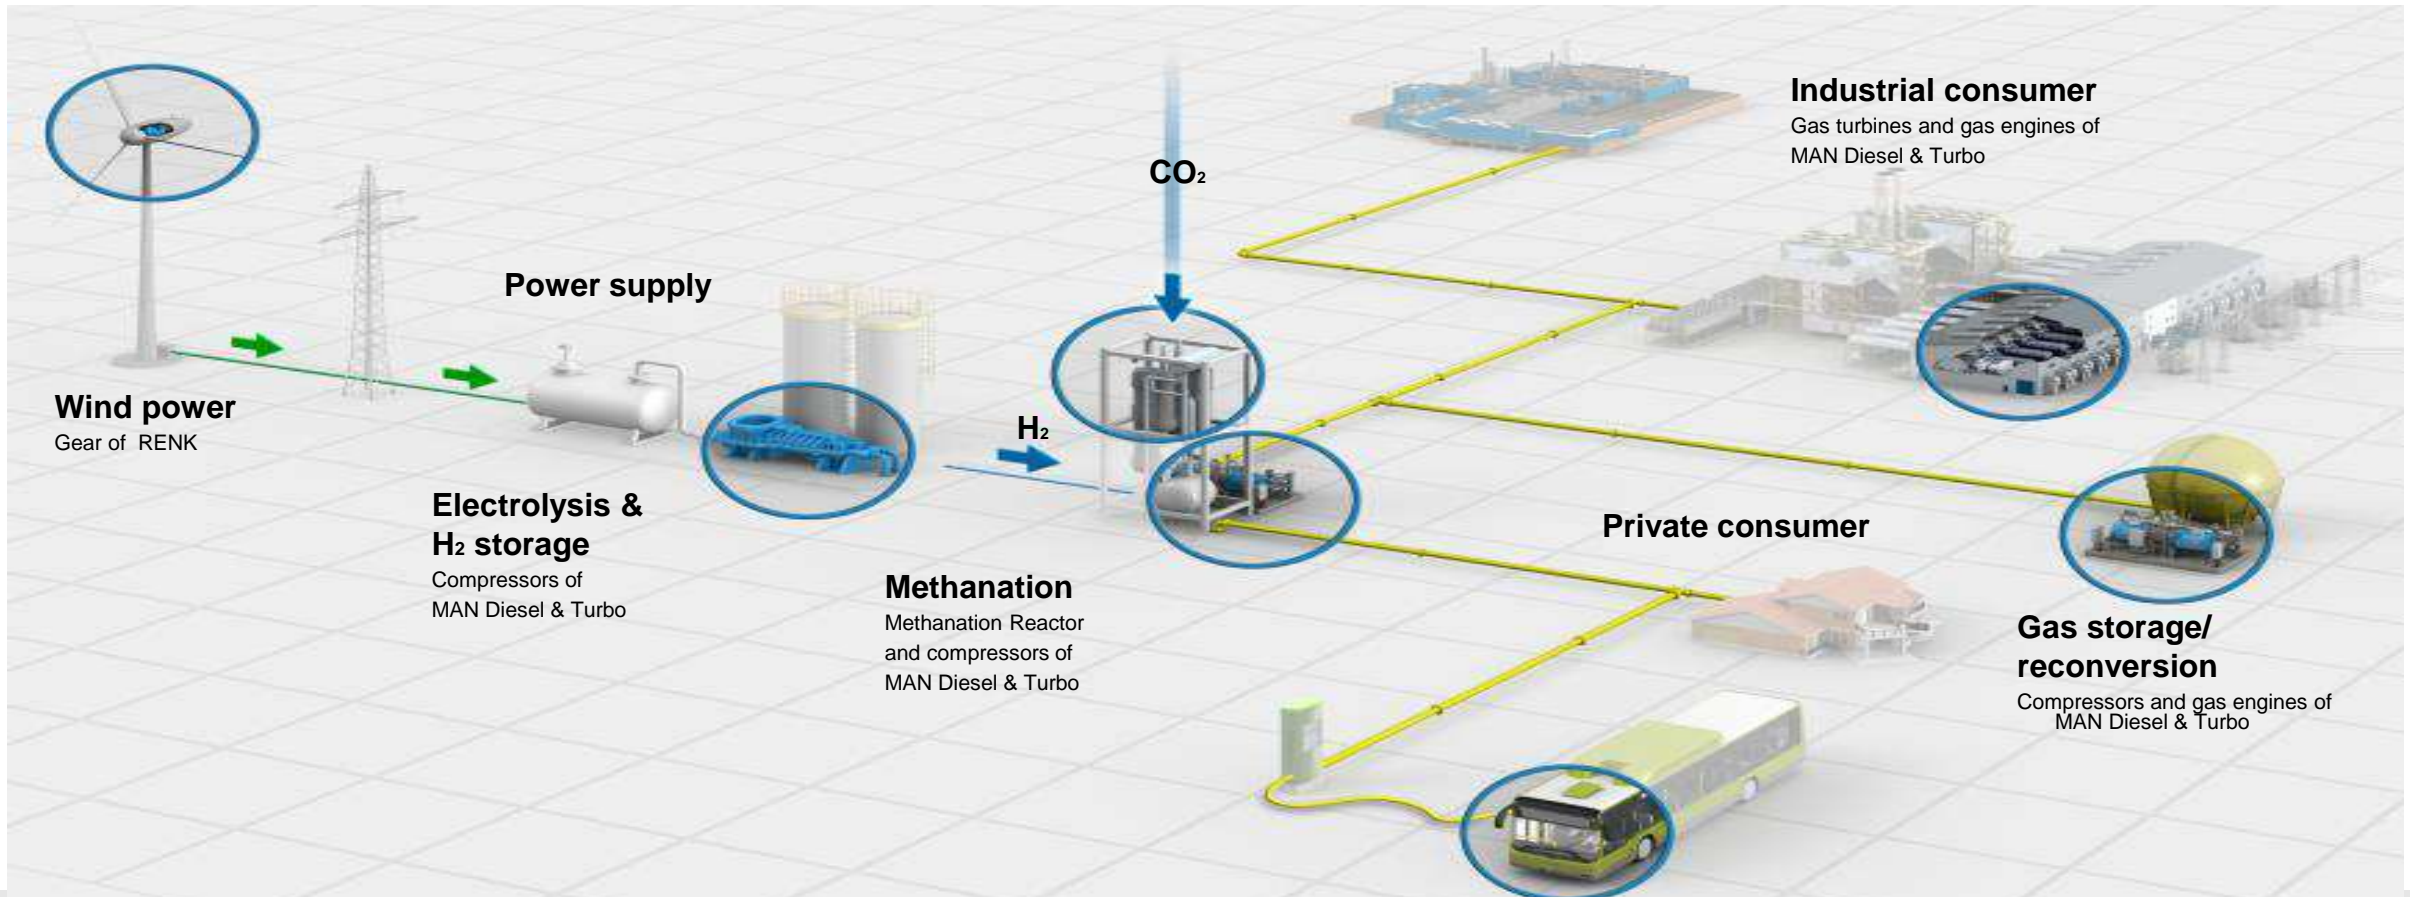 Industrial consumer
Gas turbines and gas engines of
MAN Diesel & Turbo
CO₂
Power supply
Wind power
Gear of RENK
H₂
Electrolysis &
H₂ storage
Compressors of
MAN Diesel & Turbo
Private consumer
Methanation
Methanation Reactor
and compressors of
MAN Diesel & Turbo
Gas storage/
reconversion
Compressors and gas engines of
MAN Diesel & Turbo